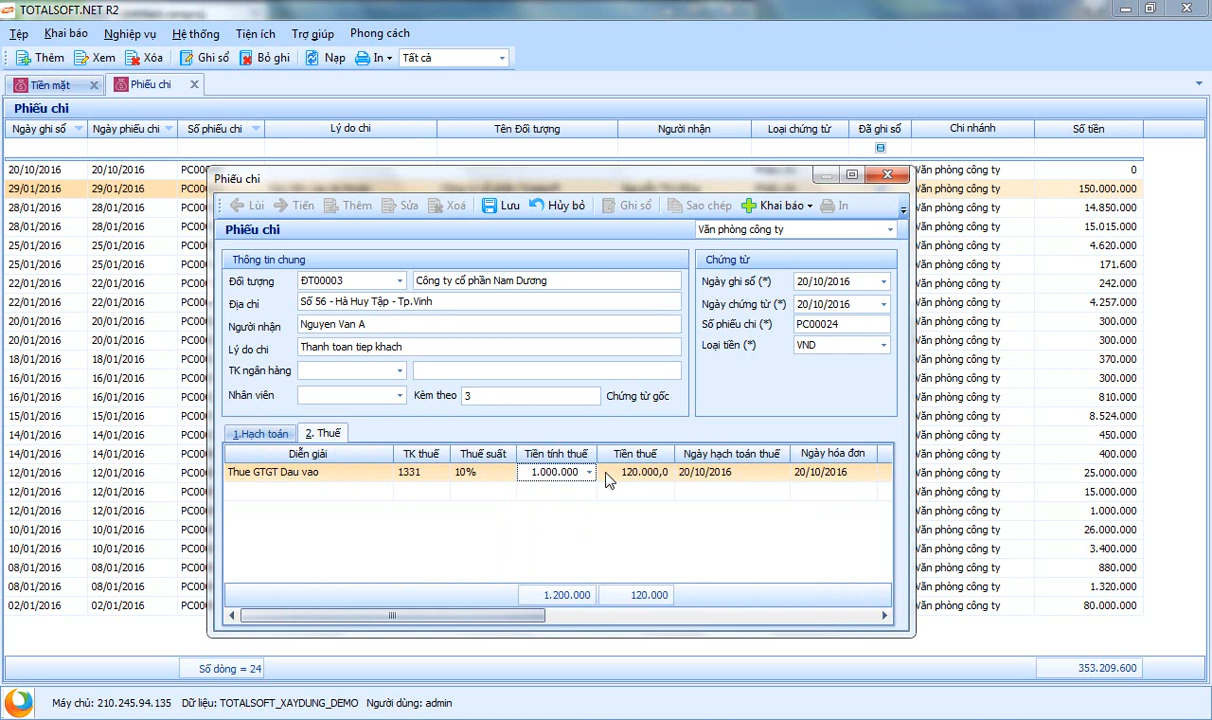 TOTALSOFT.NET R2
Tệp Khai báo Nghiệp vụ Hệ thống Tiện ích Trợ giúp Phong cách
Thêm Xem Xóa Ghi sổ Bỏ ghi Nạp In Tất cả
Tiền mặt Phiếu chi
Phiếu chi
Ngày ghi sổ Ngày phiếu chi Số phiếu chi Lý do chi Tên Đối tượng Người nhận Loại chứng từ Đã ghi sổ Chi nhánh Số tiền
20/10/2016 20/10/2016 PC00 Văn phòng công ty 0
29/01/2016 29/01/2016 PC00 Văn phòng công ty 150.000.000
28/01/2016 28/01/2016 PC00 Văn phòng công ty 14.850.000
28/01/2016 28/01/2016 PC00 Văn phòng công ty 15.015.000
25/01/2016 25/01/2016 PC00 Văn phòng công ty 4.620.000
25/01/2016 25/01/2016 PC00 Văn phòng công ty 171.600
22/01/2016 22/01/2016 PC00 Văn phòng công ty 242.000
22/01/2016 22/01/2016 PC00 Văn phòng công ty 4.257.000
20/01/2016 20/01/2016 PC00 Văn phòng công ty 300.000
20/01/2016 20/01/2016 PC00 Văn phòng công ty 300.000
18/01/2016 18/01/2016 PC00 Văn phòng công ty 370.000
16/01/2016 16/01/2016 PC00 Văn phòng công ty 300.000
16/01/2016 16/01/2016 PC00 Văn phòng công ty 810.000
15/01/2016 15/01/2016 PC00 Văn phòng công ty 8.524.000
14/01/2016 14/01/2016 PC00 Văn phòng công ty 450.000
14/01/2016 14/01/2016 PC00 Văn phòng công ty 400.000
12/01/2016 12/01/2016 PC00 Văn phòng công ty 25.000.000
12/01/2016 12/01/2016 PC00 Văn phòng công ty 15.000.000
12/01/2016 12/01/2016 PC00 Văn phòng công ty 1.000.000
10/01/2016 10/01/2016 PC00 Văn phòng công ty 26.000.000
10/01/2016 10/01/2016 PC00 Văn phòng công ty 3.400.000
08/01/2016 08/01/2016 PC00 Văn phòng công ty 880.000
08/01/2016 08/01/2016 PC00 Văn phòng công ty 1.320.000
02/01/2016 02/01/2016 PC00 Văn phòng công ty 80.000.000
Phiếu chi
Lùi Tiến Thêm Sửa Xoá Lưu Hủy bỏ Ghi sổ Sao chép Khai báo In
Phiếu chi Văn phòng công ty
Thông tin chung
Đối tượng ĐT00003 Công ty cổ phần Nam Dương
Địa chỉ Số 56 - Hà Huy Tập - Tp.Vinh
Người nhận Nguyen Van A
Lý do chi Thanh toan tiep khach
TK ngân hàng
Nhân viên Kèm theo 3 Chứng từ gốc
Chứng từ
Ngày ghi sổ (*) 20/10/2016
Ngày chứng từ (*) 20/10/2016
Số phiếu chi (*) PC00024
Loại tiền (*) VND
1.Hạch toán 2. Thuế
Diễn giải TK thuế Thuế suất Tiền tính thuế Tiền thuế Ngày hạch toán thuế Ngày hóa đơn
Thue GTGT Dau vao 1331 10% 1.000.000 120.000,0 20/10/2016 20/10/2016
1.200.000 120.000
Số dòng = 24 353.209.600
Máy chủ: 210.245.94.135 Dữ liệu: TOTALSOFT_XAYDUNG_DEMO Người dùng: admin